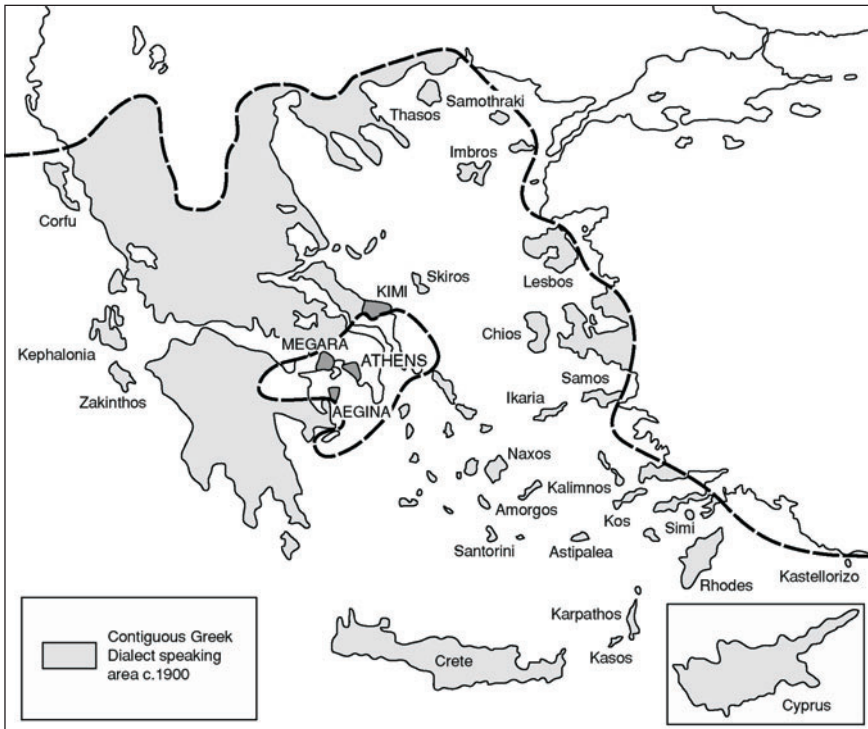 Samothraki
Thasos
Imbros
Corfu
Skiros
KIMI
Lesbos
MEGARA
Chios
ATHENS
Kephalonia
Samos
Zakinthos
Ikaria
AEGINA
Naxos
Kalimnos
Amorgos
Kos
Simi
Santorini
Astipalea
Kastellorizo
Rhodes
Karpathos
Contiguous Greek
Dialect speaking
area c.1900
Kasos
Crete
Cyprus